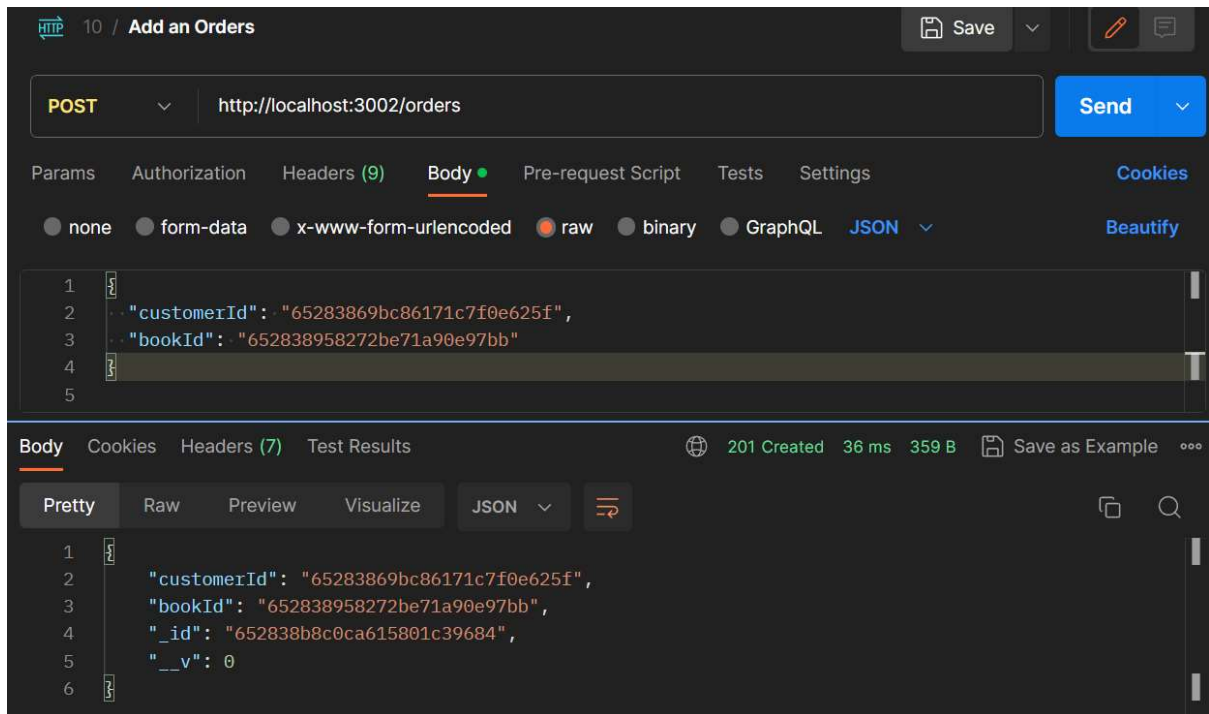 HTTP 10 / Add an Orders Save
POST http://localhost:3002/orders Send
Params Authorization Headers (9) Body Pre-request Script Tests Settings Cookies
none form-data x-www-form-urlencoded raw binary GraphQL JSON Beautify
1 {
2 "customerId": "65283869bc86171c7f0e625f",
3 "bookId": "652838958272be71a90e97bb"
4 }
5
Body Cookies Headers (7) Test Results 201 Created 36 ms 359 B Save as Example
Pretty Raw Preview Visualize JSON
1 {
2 "customerId": "65283869bc86171c7f0e625f",
3 "bookId": "652838958272be71a90e97bb",
4 "_id": "652838b8c0ca615801c39684",
5 "__v": 0
6 }